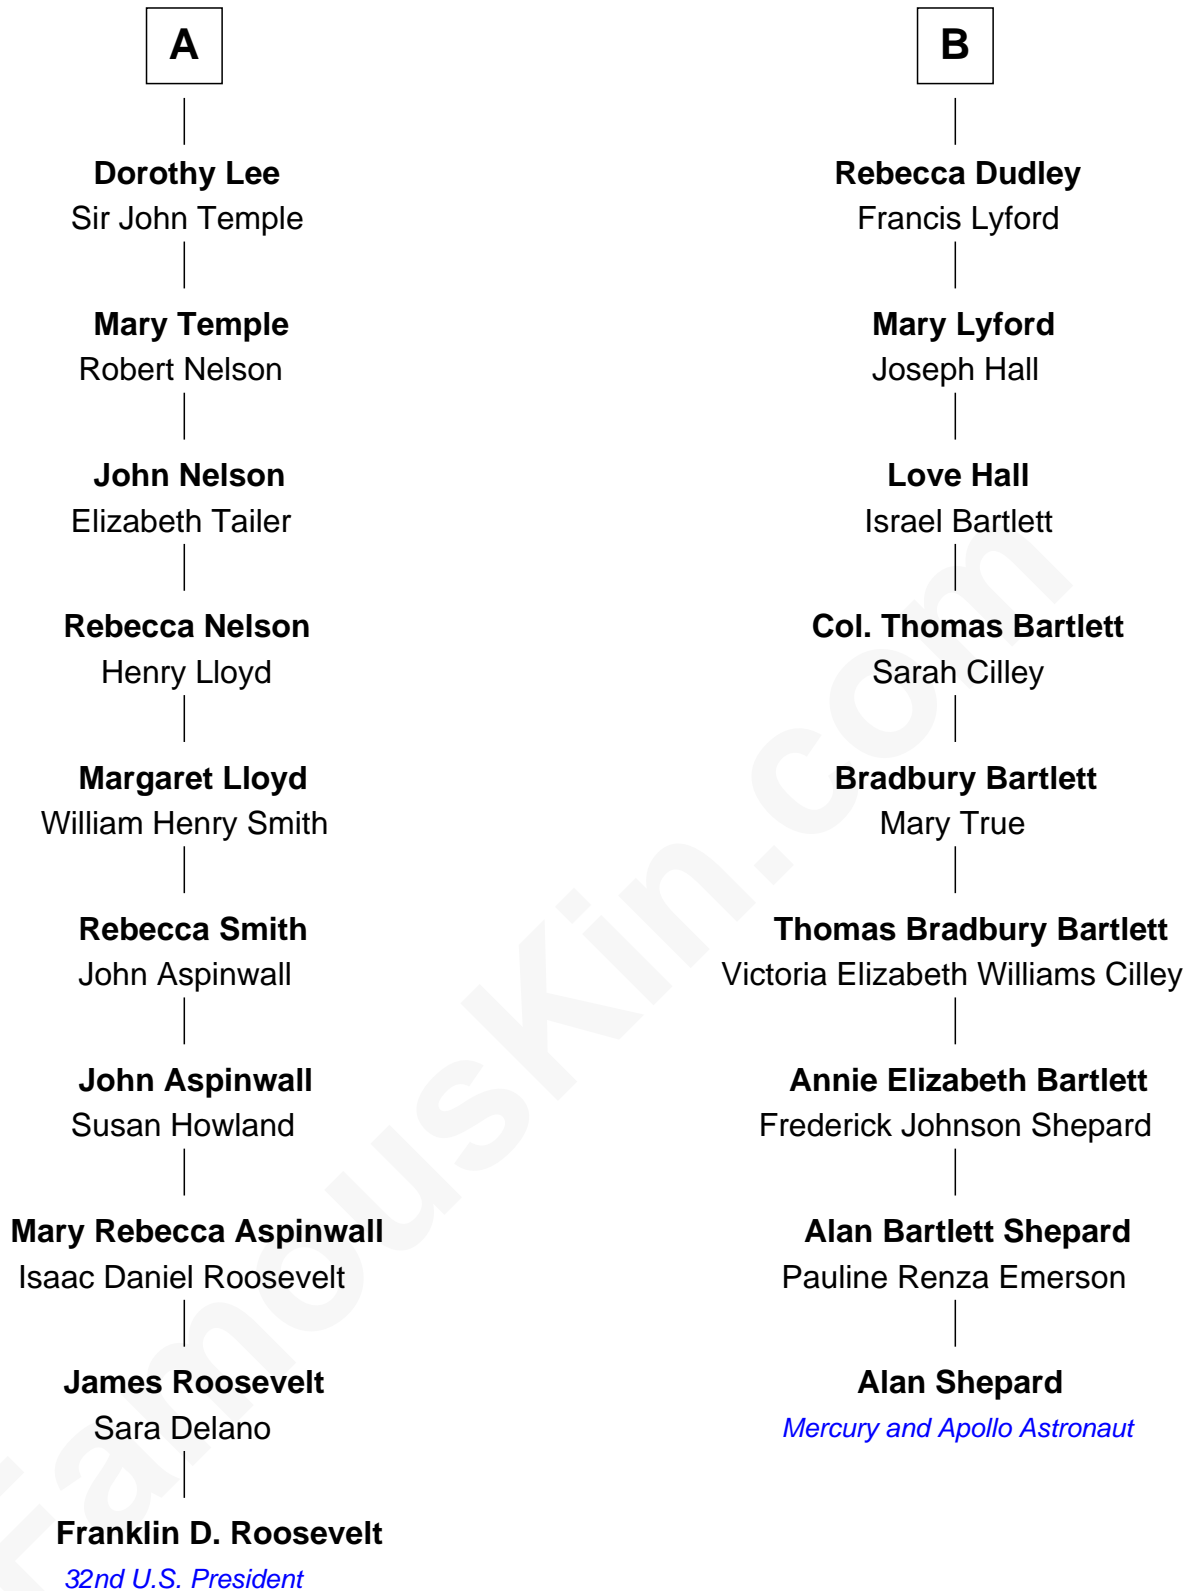 A
Dorothy Lee
Sir John Temple
Mary Temple
Robert Nelson
John Nelson
Elizabeth Tailer
Rebecca Nelson
Henry Lloyd
Margaret Lloyd
William Henry Smith
Rebecca Smith
John Aspinwall
John Aspinwall
Susan Howland
Mary Rebecca Aspinwall
Isaac Daniel Roosevelt
James Roosevelt
Sara Delano
Franklin D. Roosevelt
32nd U.S. President
B
Rebecca Dudley
Francis Lyford
Mary Lyford
Joseph Hall
Love Hall
Israel Bartlett
Col. Thomas Bartlett
Sarah Cilley
Bradbury Bartlett
Mary True
Thomas Bradbury Bartlett
Victoria Elizabeth Williams Cilley
Annie Elizabeth Bartlett
Frederick Johnson Shepard
Alan Bartlett Shepard
Pauline Renza Emerson
Alan Shepard
Mercury and Apollo Astronaut
FamousKin.com